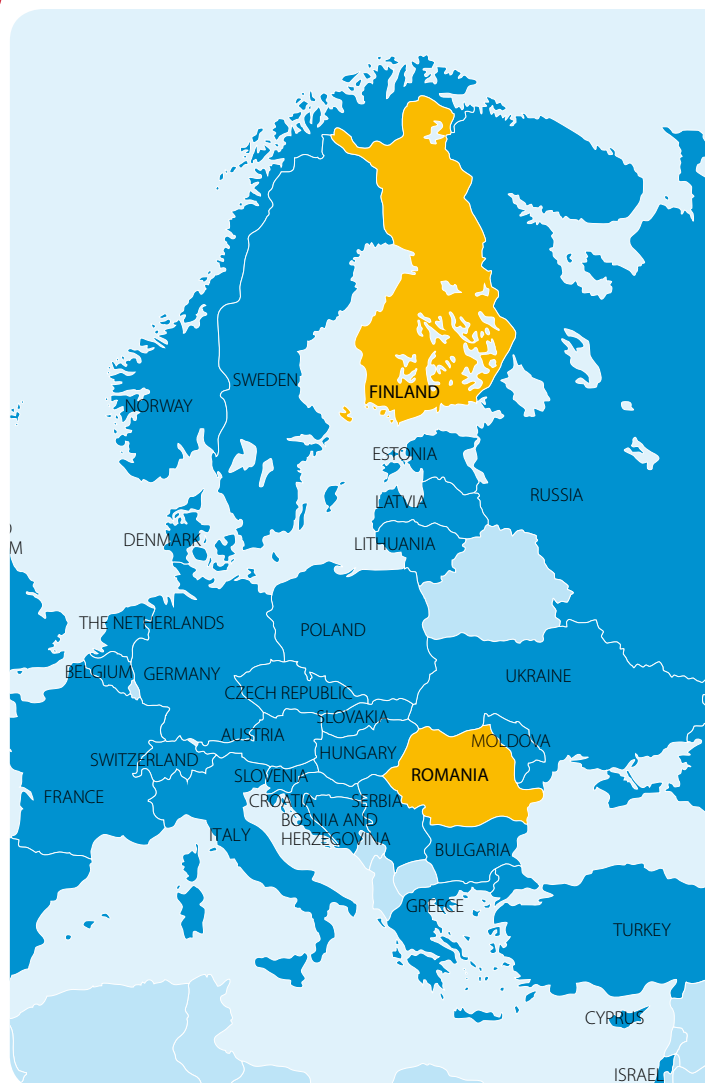 SWEDEN
FINLAND
NORWAY
ESTONIA
RUSSIA
LATVIA
M
DENMARK
LITHUANIA
THE NETHERLANDS
POLAND
BELGIUM
GERMANY
UKRAINE
CZECH REPUBLIC
SLOVAKIA
AUSTRIA
MOLDOVA
HUNGARY
SWITZERLAND
SLOVENIA
ROMANIA
FRANCE
CROATIA
SERBIA
BOSNIA AND
HERZEGOVINA
ITALY
BULGARIA
GREECE
TURKEY
CYPRUS
ISRAEL